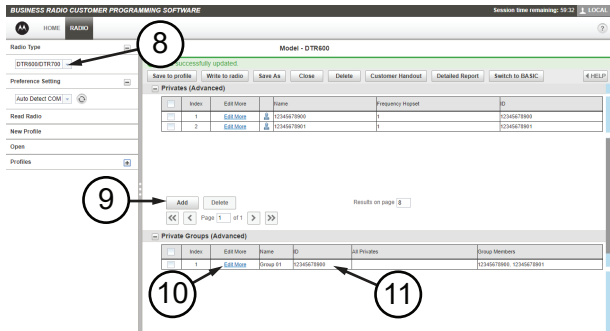 BUSINESS RADIO CUSTOMER PROGRAMMING SOFTWARE Session time remaining: 59:32 LOCAL
HOME RADIO ?
Radio Type
Model - DTR600
8
DTR600/DTR700
successfully updated.
Preference Setting
Save to profile Write to radio Save As Close Delete Customer Handout Detailed Report Switch to BASIC HELP
Privates (Advanced)
Auto Detect COM
Index Edit More Name Frequency Hopset ID
1 Edit More 12345678900 1 12345678900
2 Edit More 12345678901 1 12345678901
Read Radio
New Profile
Open
Profiles
9
Add Delete Results on page 8
Page 1 of 1
Private Groups (Advanced)
Index Edit More Name ID All Privates Group Members
1 Edit More Group 01 12345678900 12345678900, 12345678901
10
11